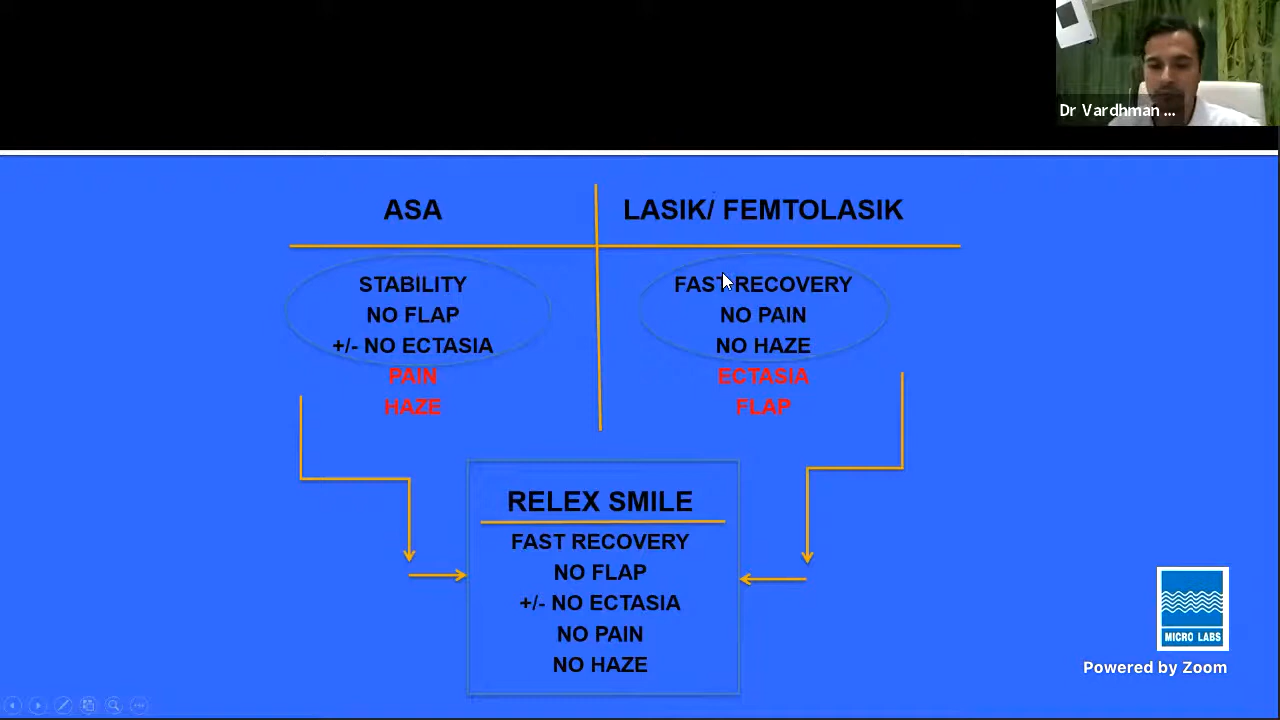 Dr Vardhman ...
ASA
LASIK/ FEMTOLASIK
STABILITY
NO FLAP
+/- NO ECTASIA
PAIN
HAZE
FAST RECOVERY
NO PAIN
NO HAZE
ECTASIA
FLAP
RELEX SMILE
FAST RECOVERY
NO FLAP
+/- NO ECTASIA
NO PAIN
NO HAZE
MICRO LABS
Powered by Zoom